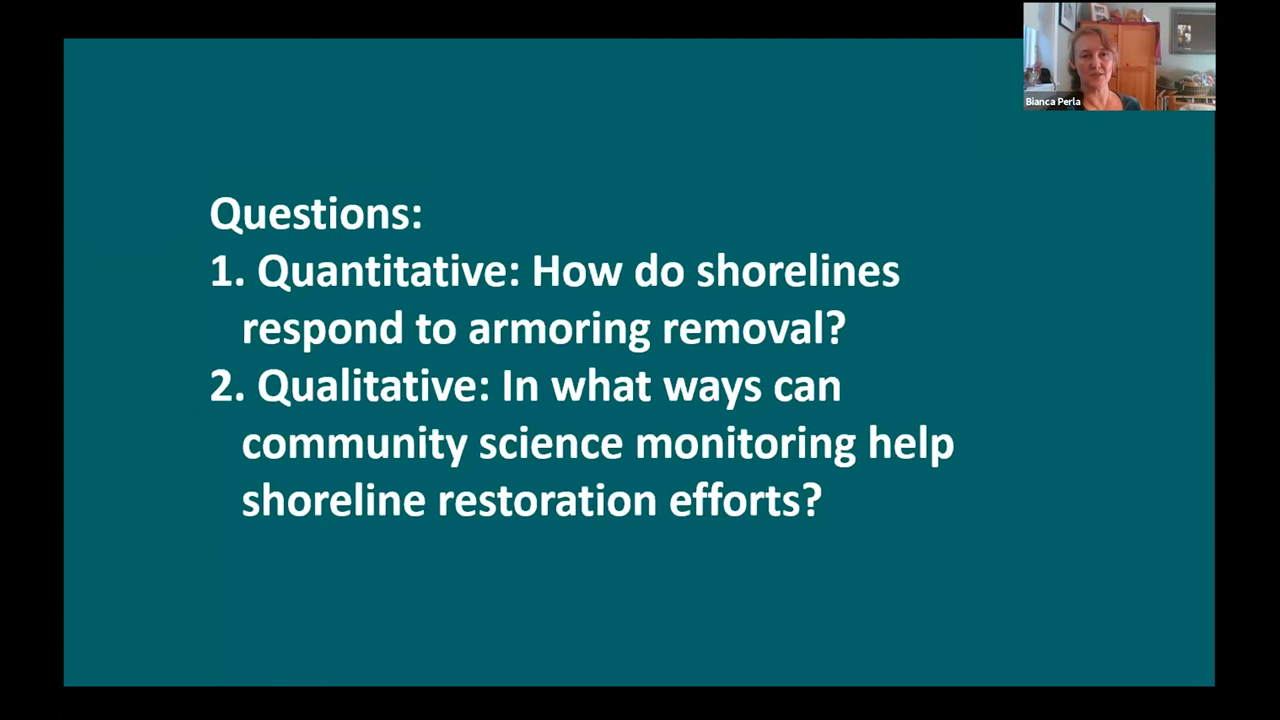 Bianca Perla
Questions:
1. Quantitative: How do shorelines
respond to armoring removal?
2. Qualitative: In what ways can
community science monitoring help
shoreline restoration efforts?